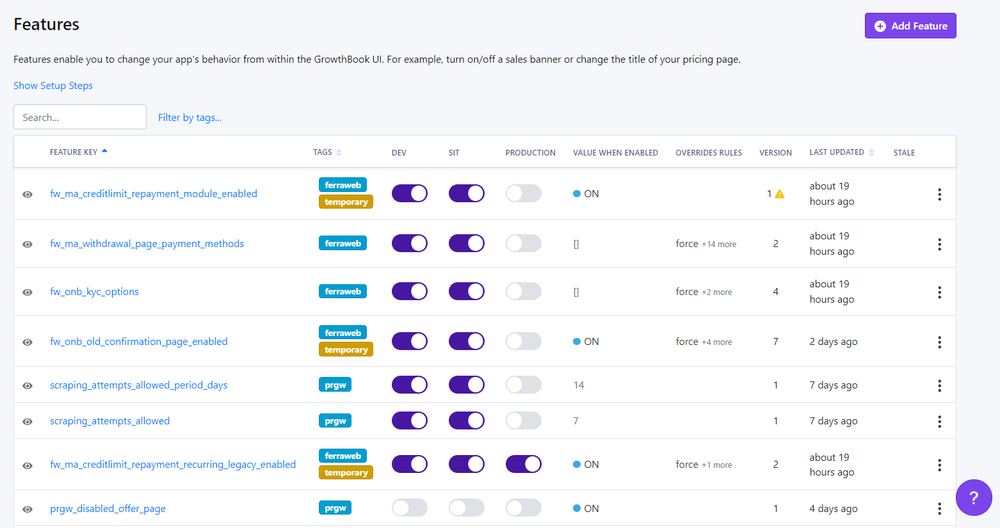 Features
Add Feature
Features enable you to change your app's behavior from within the GrowthBook UI. For example, turn on/off a sales banner or change the title of your pricing page.
Show Setup Steps
Search...
Filter by tags...
FEATURE KEY TAGS DEV SIT PRODUCTION VALUE WHEN ENABLED OVERRIDES RULES VERSION LAST UPDATED STALE
fw_ma_creditlimit_repayment_module_enabled
ferraweb
temporary
ON
1
about 19
hours ago
fw_ma_withdrawal_page_payment_methods
ferraweb
[]
force +14 more
2
about 19
hours ago
fw_onb_kyc_options
ferraweb
[]
force +2 more
4
about 19
hours ago
fw_onb_old_confirmation_page_enabled
ferraweb
temporary
ON
force +4 more
7
2 days ago
scraping_attempts_allowed_period_days
prgw
14
1
7 days ago
scraping_attempts_allowed
prgw
7
1
7 days ago
fw_ma_creditlimit_repayment_recurring_legacy_enabled
ferraweb
temporary
ON
force +1 more
2
about 19
hours ago
prgw_disabled_offer_page
prgw
ON
1
4 days ago
?